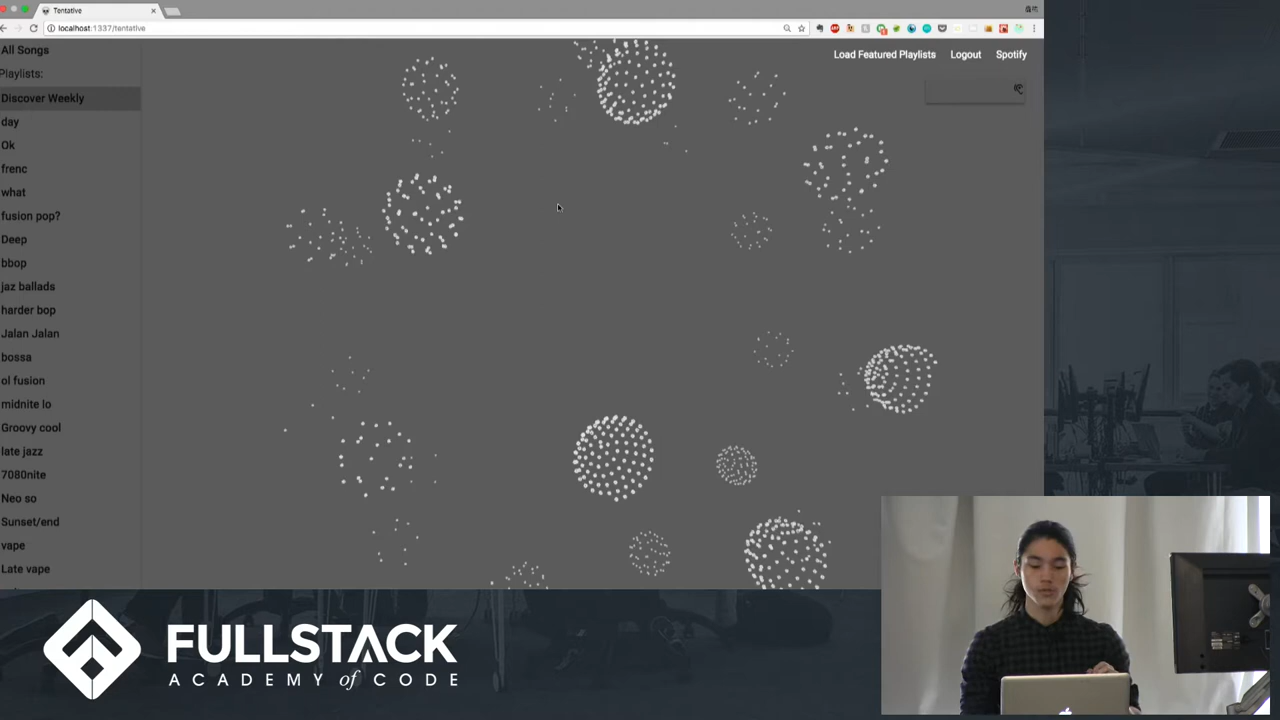 Tentative
localhost:1337/tentative
All Songs
Load Featured Playlists Logout Spotify
Playlists:
Discover Weekly
day
Ok
frenc
what
fusion pop?
Deep
bbop
jaz ballads
harder bop
Jalan Jalan
bossa
ol fusion
midnite lo
Groovy cool
late jazz
7080nite
Neo so
Sunset/end
vape
Late vape
FULLSTACK
ACADEMY of CODE